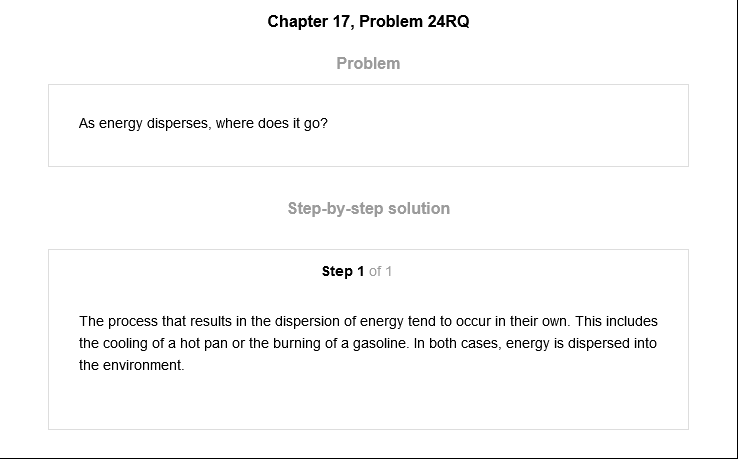 Chapter 17, Problem 24RQ
Problem
As energy disperses, where does it go?
Step-by-step solution
Step 1 of 1
The process that results in the dispersion of energy tend to occur in their own. This includes
the cooling of a hot pan or the burning of a gasoline. In both cases, energy is dispersed into
the environment.